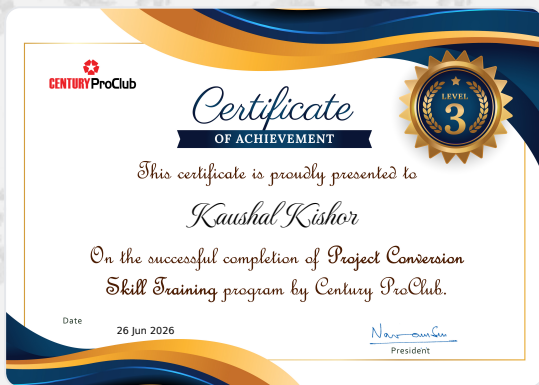 CENTURY ProClub
LEVEL
3
Certificate
OF ACHIEVEMENT
This certificate is proudly presented to
Kaushal Kishor
On the successful completion of Project Conversion
Skill Training program by Century ProClub.
Date
26 Jun 2026
President